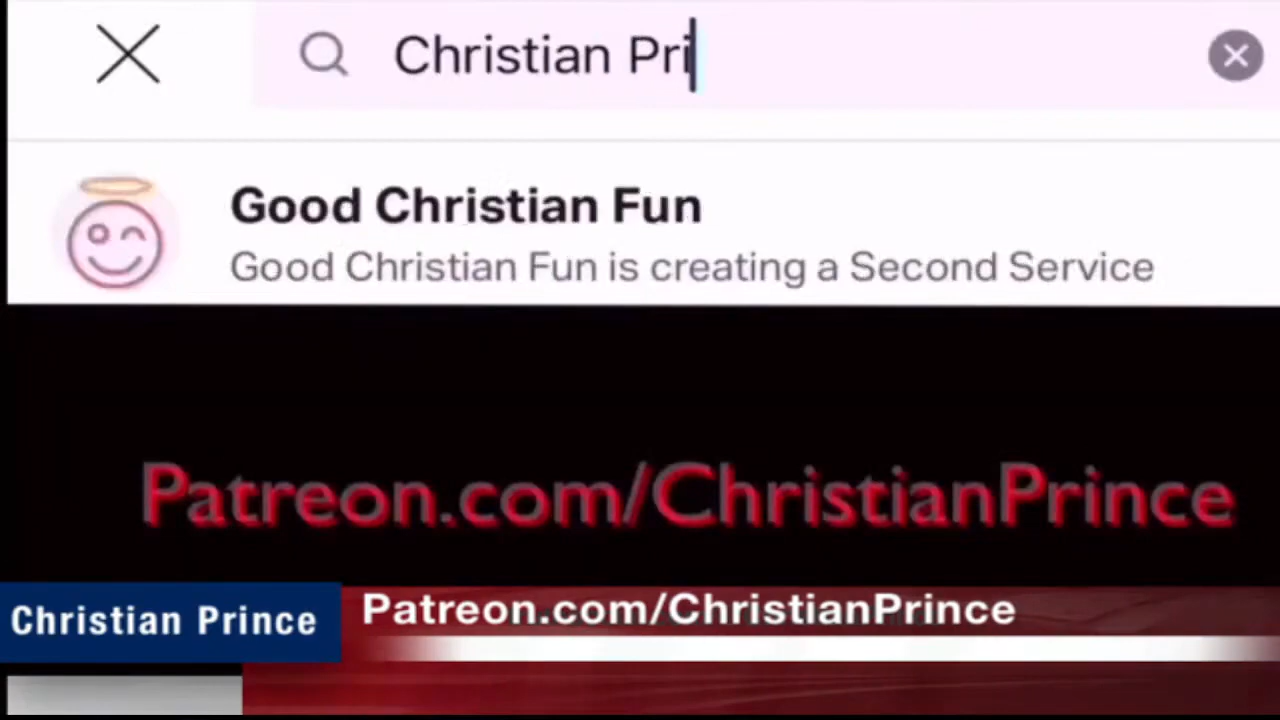 Christian Pri
Good Christian Fun
Good Christian Fun is creating a Second Service
Patreon.com/ChristianPrince
Christian Prince
Patreon.com/ChristianPrince